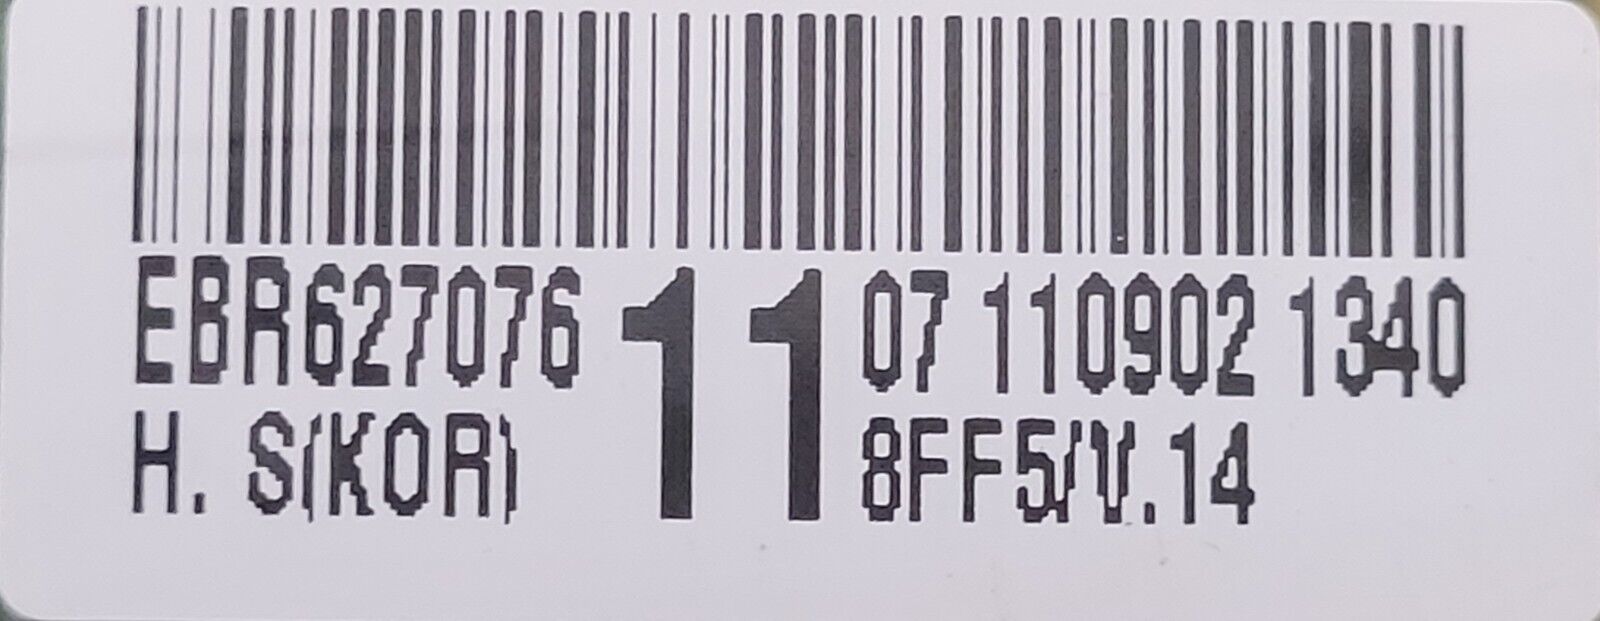 EBR627076 11 07 110902 1340
H. S(KOR) 8FF5/V.14